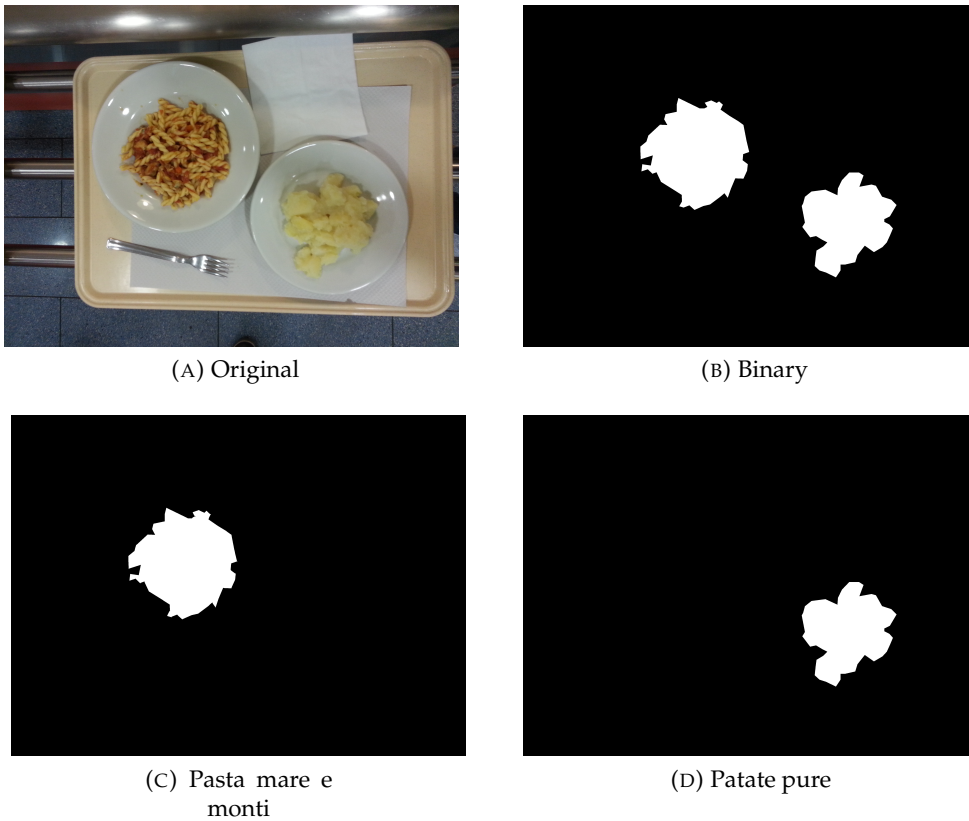 (A) Original
(B) Binary
(C) Pasta mare e
monti
(D) Patate pure